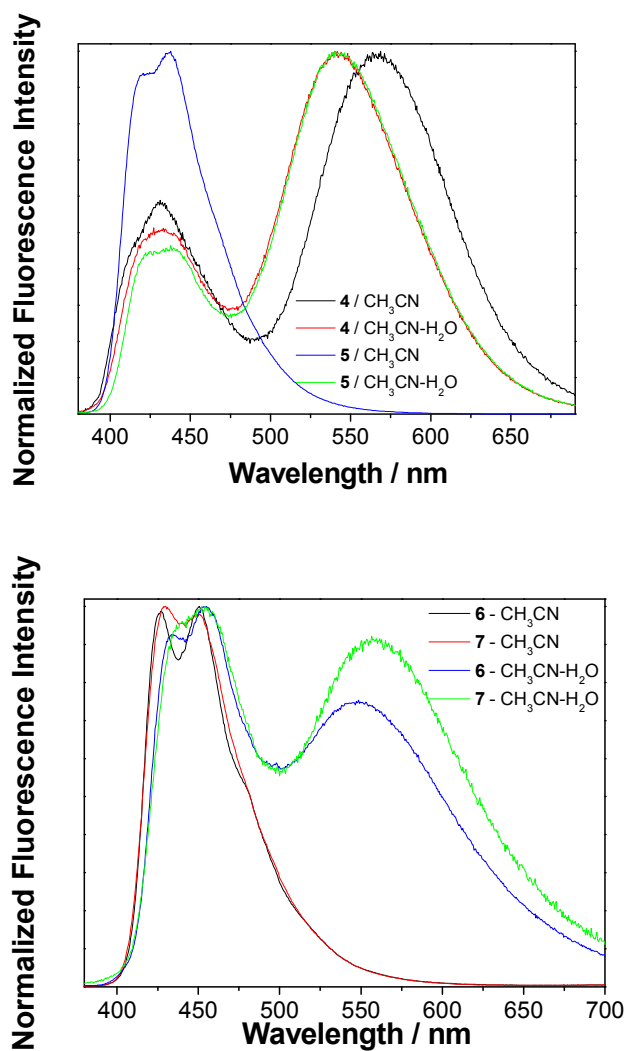 Normalized Fluorescence Intensity
4 / CH₃CN
4 / CH₃CN-H₂O
5 / CH₃CN
5 / CH₃CN-H₂O
400 450 500 550 600 650
Wavelength / nm
Normalized Fluorescence Intensity
6 - CH₃CN
7 - CH₃CN
6 - CH₃CN-H₂O
7 - CH₃CN-H₂O
400 450 500 550 600 650 700
Wavelength / nm